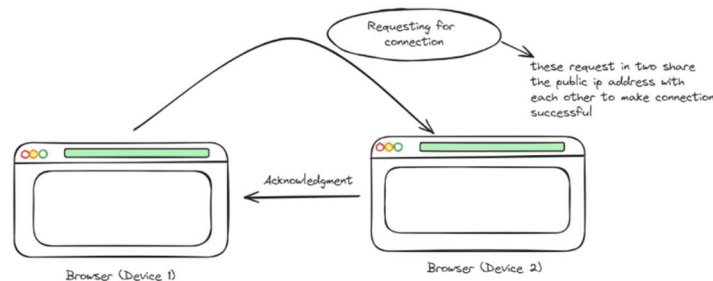 Requesting for
connection
these request in two share
the public ip address with
each other to make connection
successful
Acknowledgment
Browser (Device 1)
Browser (Device 2)